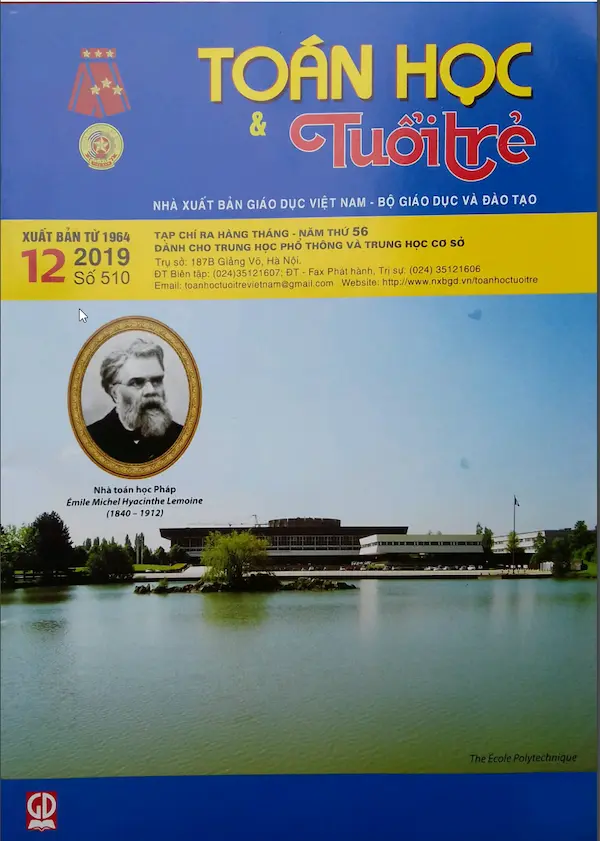 TOÁN HỌC
& Tuổi trẻ
NHÀ XUẤT BẢN GIÁO DỤC VIỆT NAM - BỘ GIÁO DỤC VÀ ĐÀO TẠO
XUẤT BẢN TỪ 1964
12 2019
Số 510
TẠP CHÍ RA HÀNG THÁNG - NĂM THỨ 56
DÀNH CHO TRUNG HỌC PHỔ THÔNG VÀ TRUNG HỌC CƠ SỞ
Trụ sở: 187B Giảng Võ, Hà Nội.
ĐT Biên tập: (024)35121607; ĐT - Fax Phát hành, Trị sự: (024) 35121606
Email: toanhoctuoitrevietnam@gmail.com Website: http://www.nxbgd.vn/toanhoctuoitre
Nhà toán học Pháp
Émile Michel Hyacinthe Lemoine
(1840 – 1912)
The École Polytechnique
GD